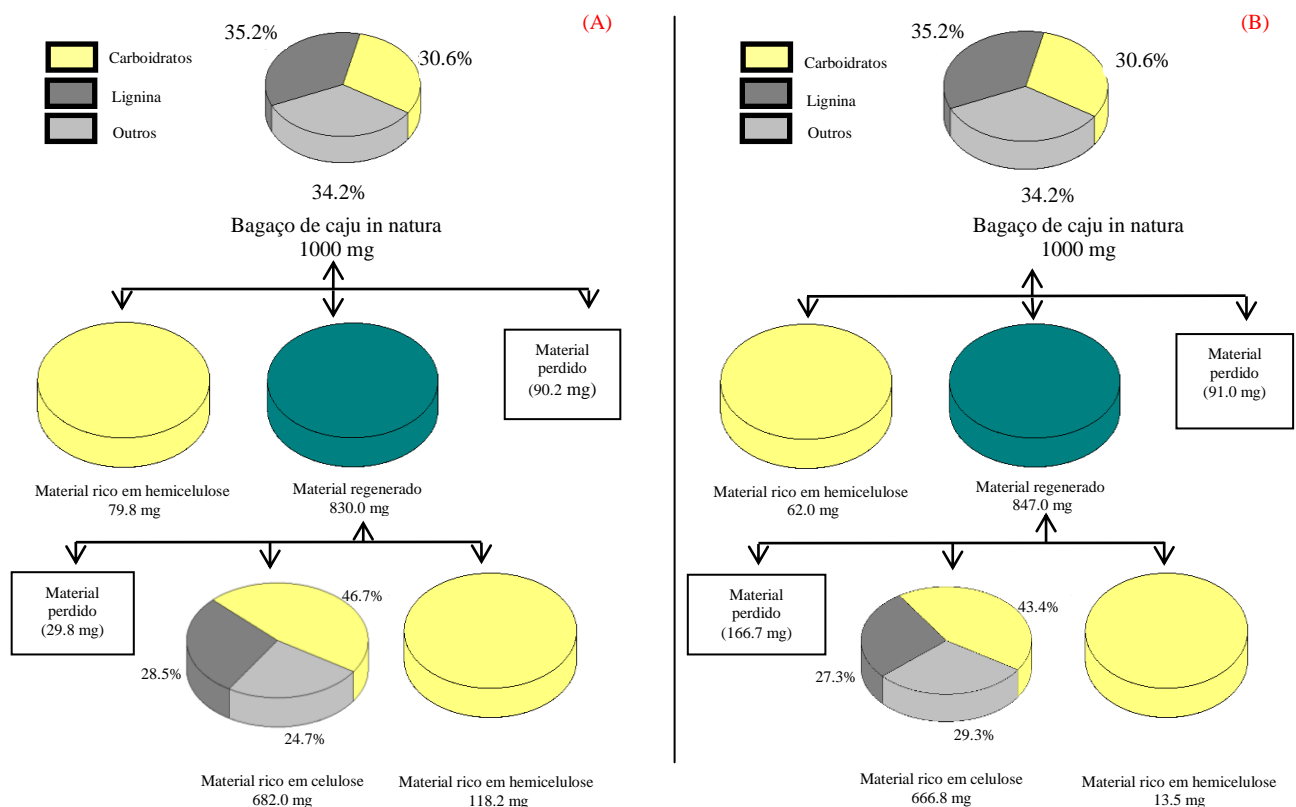 (A)
35.2%
30.6%
Carboidratos
Lignina
Outros
34.2%
Bagaço de caju in natura
1000 mg
Material
perdido
(90.2 mg)
Material rico em hemicelulose
79.8 mg
Material regenerado
830.0 mg
Material
perdido
(29.8 mg)
46.7%
28.5%
24.7%
Material rico em celulose
682.0 mg
Material rico em hemicelulose
118.2 mg
(B)
35.2%
30.6%
Carboidratos
Lignina
Outros
34.2%
Bagaço de caju in natura
1000 mg
Material
perdido
(91.0 mg)
Material rico em hemicelulose
62.0 mg
Material regenerado
847.0 mg
Material
perdido
(166.7 mg)
43.4%
27.3%
29.3%
Material rico em celulose
666.8 mg
Material rico em hemicelulose
13.5 mg